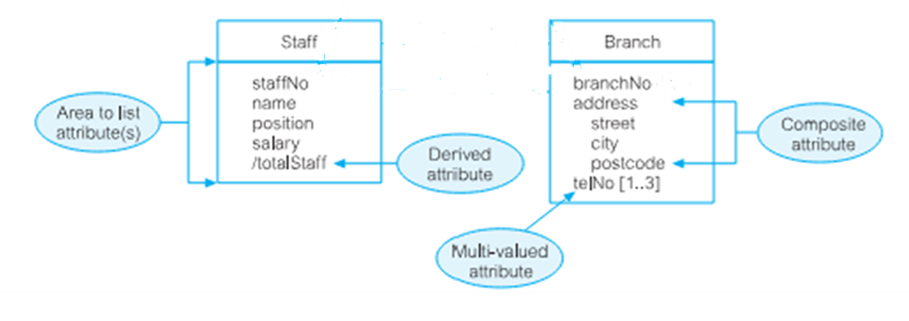 Staff
staffNo
name
position
salary
/totalStaff
Area to list
attribute(s)
Derived
attribute
Branch
branchNo
address
street
city
postcode
telNo [1..3]
Composite
attribute
Multi-valued
attribute